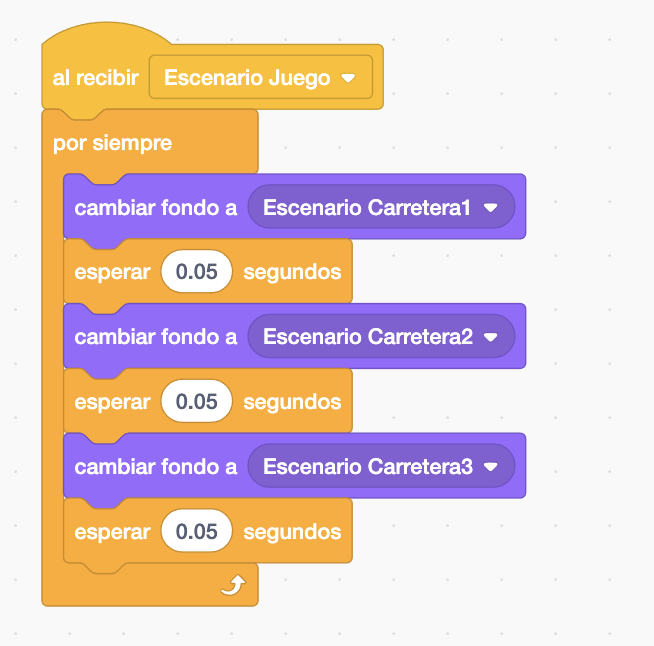 al recibir Escenario Juego
por siempre
cambiar fondo a Escenario Carretera1
esperar 0.05 segundos
cambiar fondo a Escenario Carretera2
esperar 0.05 segundos
cambiar fondo a Escenario Carretera3
esperar 0.05 segundos